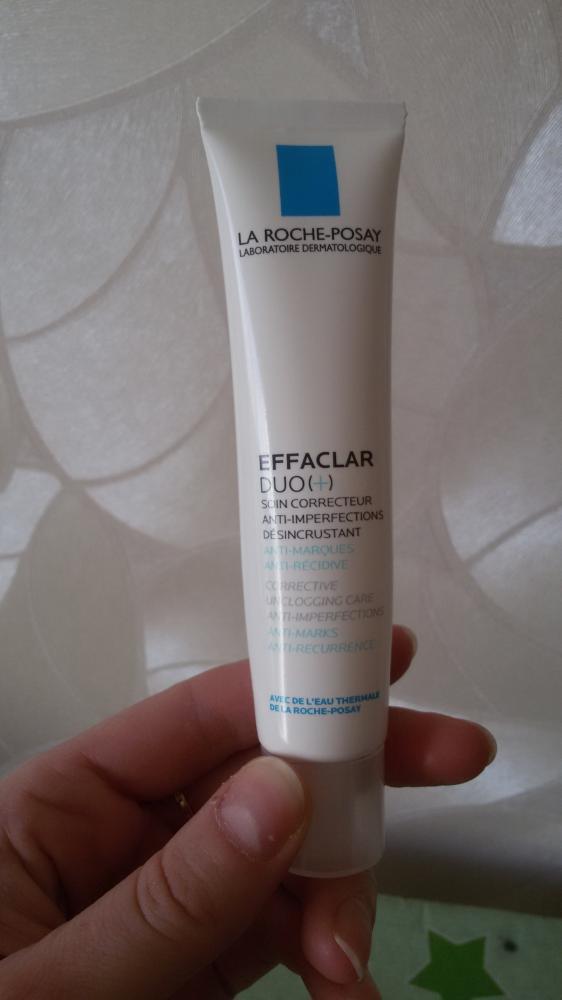 LA ROCHE-POSAY
LABORATOIRE DERMATOLOGIQUE
EFFACLAR
DUO(+)
SOIN CORRECTEUR
ANTI-IMPERFECTIONS
DÉSINCRUSTANT
ANTI-MARQUES
ANTI-RÉCIDIVE
CORRECTIVE
UNCLOGGING CARE
ANTI-IMPERFECTIONS
ANTI-MARKS
ANTI-RECURRENCE
AVEC DE L'EAU THERMALE
DE LA ROCHE-POSAY